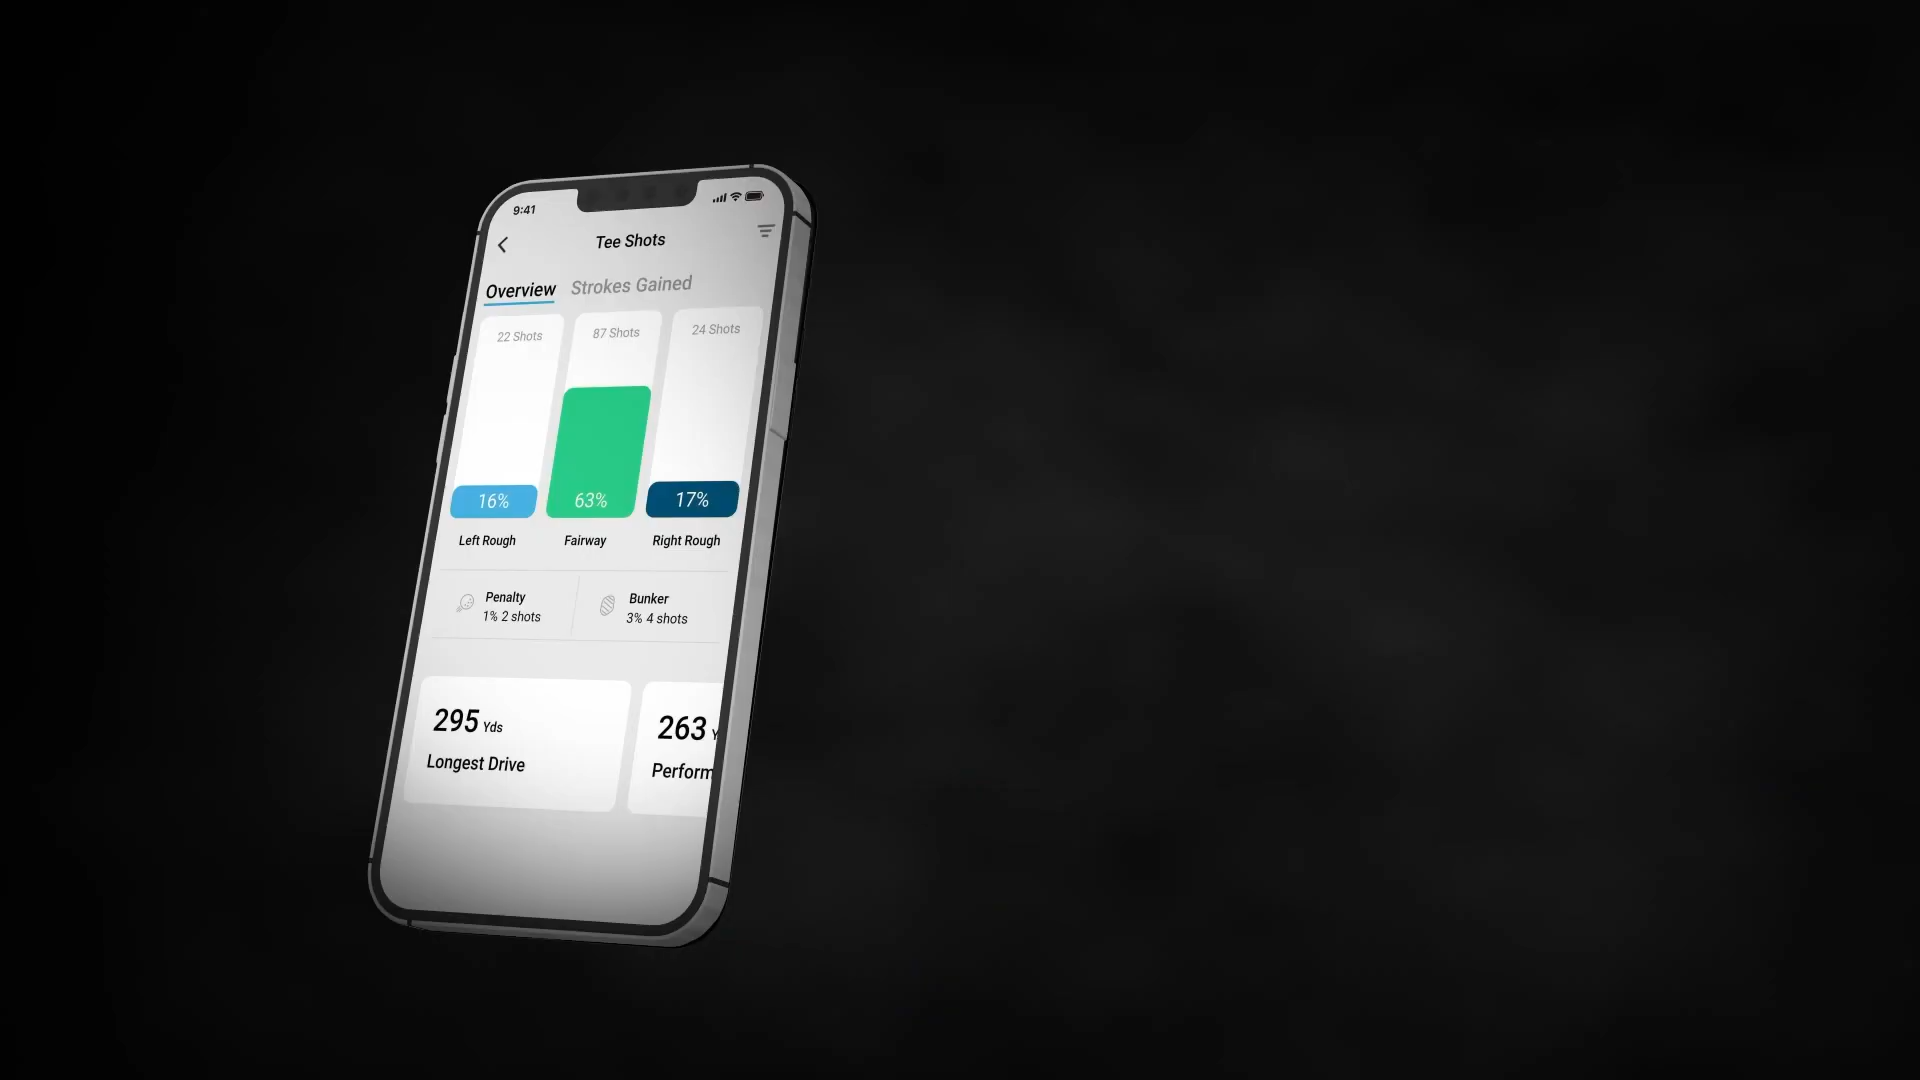 9:41
Tee Shots
Overview Strokes Gained
22 Shots 87 Shots 24 Shots
16% 63% 17%
Left Rough Fairway Right Rough
Penalty
1% 2 shots
Bunker
3% 4 shots
295 Yds
Longest Drive
263 Y
Perform